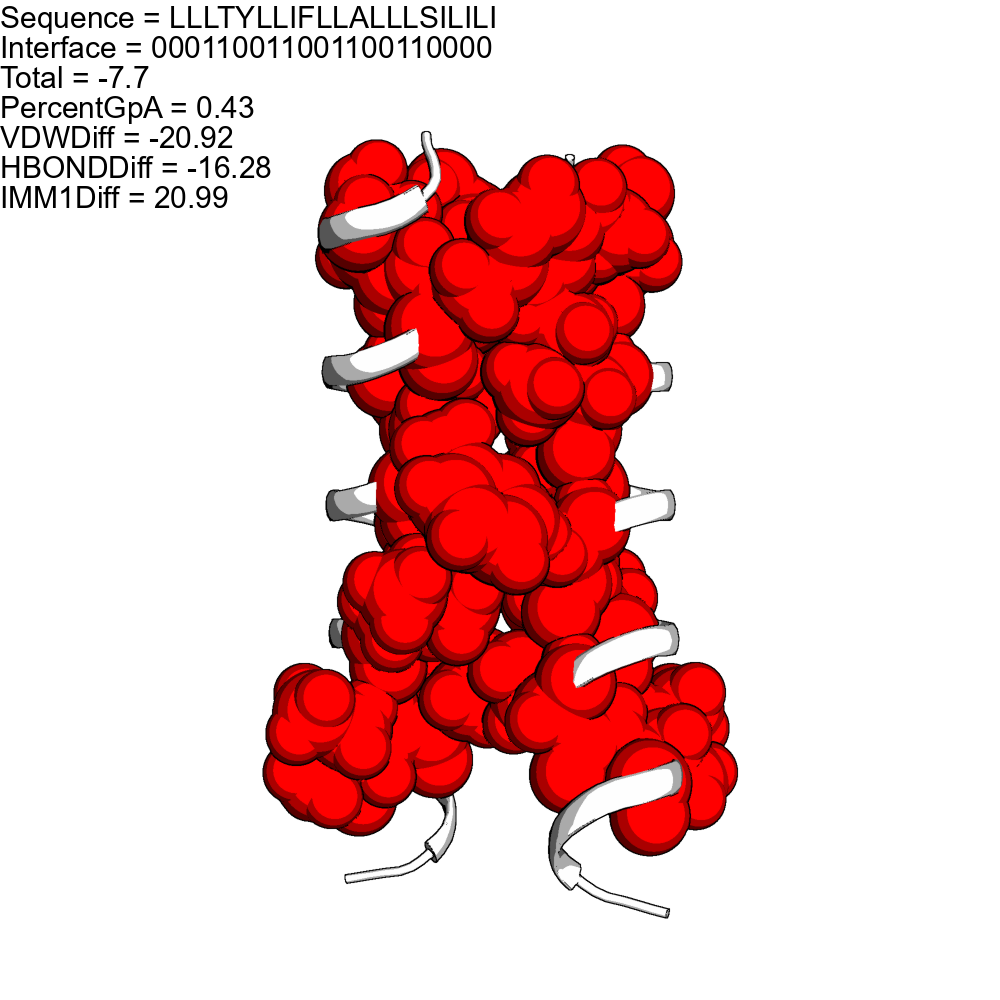 Sequence = LLLTYLLIFLLALLLSILILI
Interface = 000110011001100110000
Total = -7.7
PercentGpA = 0.43
VDWDiff = -20.92
HBONDDiff = -16.28
IMM1Diff = 20.99